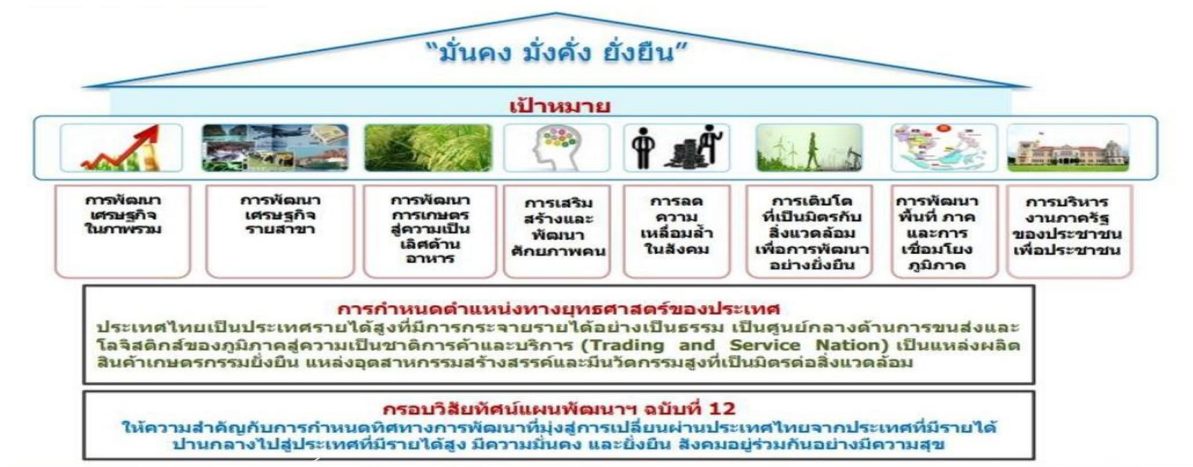 “มั่นคง มั่งคั่ง ยั่งยืน”
เป้าหมาย
การพัฒนา
เศรษฐกิจ
ในภาพรวม
การพัฒนา
เศรษฐกิจ
รายสาขา
การพัฒนา
การเกษตร
สู่ความเป็น
เลิศด้าน
อาหาร
การเสริม
สร้างและ
พัฒนา
ศักยภาพคน
การลด
ความ
เหลื่อมล้ำ
ในสังคม
การเติบโต
ที่เป็นมิตรกับ
สิ่งแวดล้อม
เพื่อการพัฒนา
อย่างยั่งยืน
การพัฒนา
พื้นที่ ภาค
และการ
เชื่อมโยง
ภูมิภาค
การบริหาร
งานภาครัฐ
ของประชาชน
เพื่อประชาชน
การกำหนดตำแหน่งทางยุทธศาสตร์ของประเทศ
ประเทศไทยเป็นประเทศรายได้สูงที่มีการกระจายรายได้อย่างเป็นธรรม เป็นศูนย์กลางด้านการขนส่งและ
โลจิสติกส์ของภูมิภาคสู่ความเป็นชาติการค้าและบริการ (Trading and Service Nation) เป็นแหล่งผลิต
สินค้าเกษตรกรรมยั่งยืน แหล่งอุตสาหกรรมสร้างสรรค์และมีนวัตกรรมสูงที่เป็นมิตรต่อสิ่งแวดล้อม
กรอบวิสัยทัศน์แผนพัฒนาฯ ฉบับที่ 12
ให้ความสำคัญกับการกำหนดทิศทางการพัฒนาที่มุ่งสู่การเปลี่ยนผ่านประเทศไทยจากประเทศที่มีรายได้
ปานกลางไปสู่ประเทศที่มีรายได้สูง มีความมั่นคง และยั่งยืน สังคมอยู่ร่วมกันอย่างมีความสุข